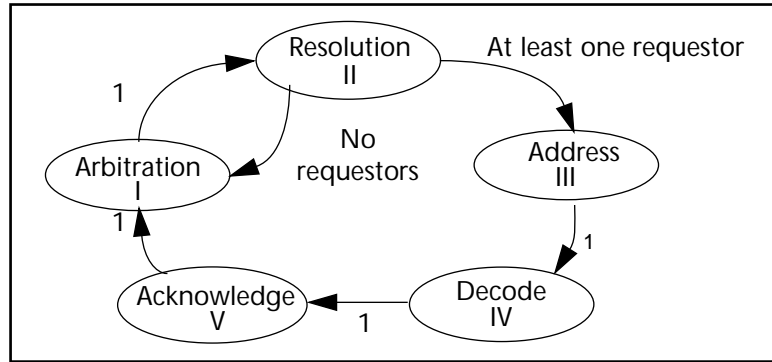 Resolution
II
At least one requestor
1
No
requestors
Arbitration
I
Address
III
1
1
Acknowledge
V
1
Decode
IV